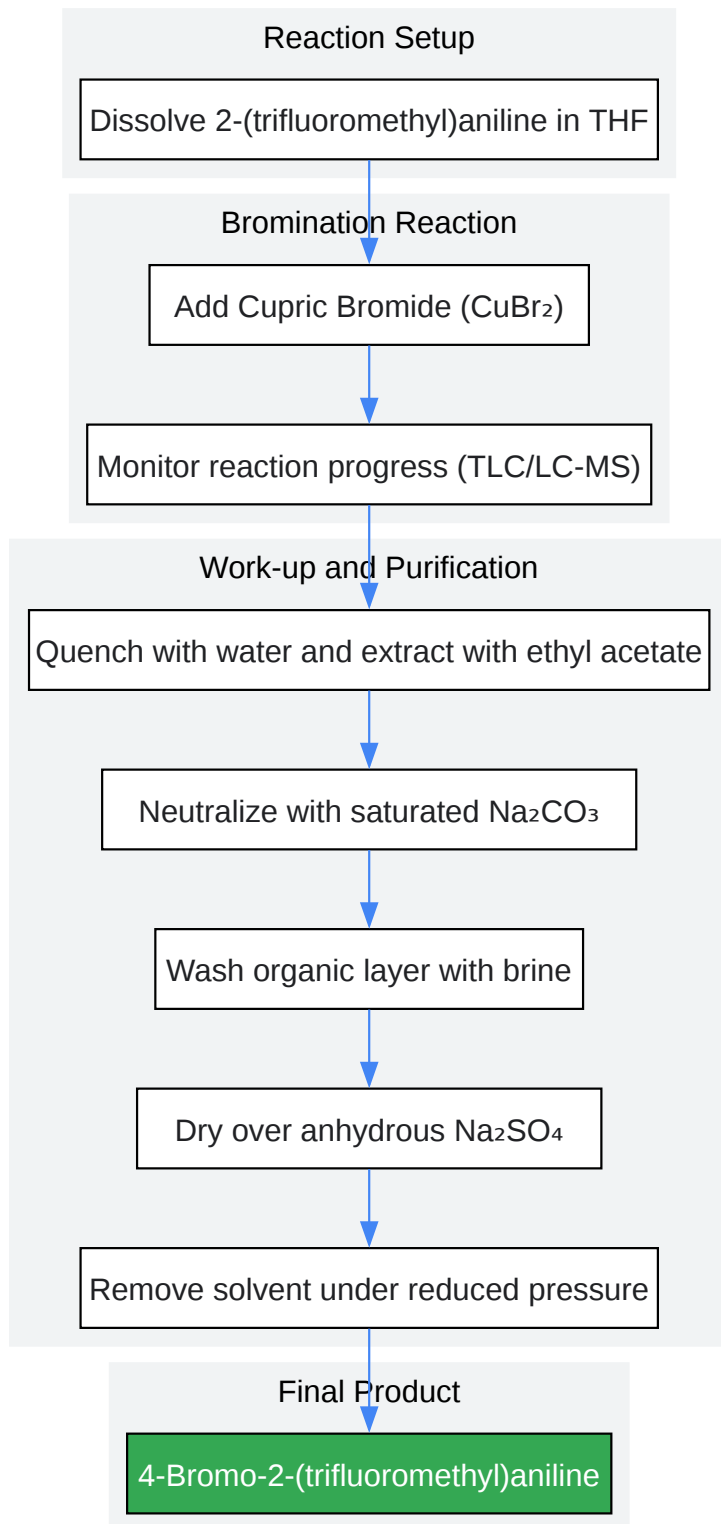 Reaction Setup
Dissolve 2-(trifluoromethyl)aniline in THF
Bromination Reaction
Add Cupric Bromide (CuBr₂)
Monitor reaction progress (TLC/LC-MS)
Work-up and Purification
Quench with water and extract with ethyl acetate
Neutralize with saturated Na₂CO₃
Wash organic layer with brine
Dry over anhydrous Na₂SO₄
Remove solvent under reduced pressure
Final Product
4-Bromo-2-(trifluoromethyl)aniline